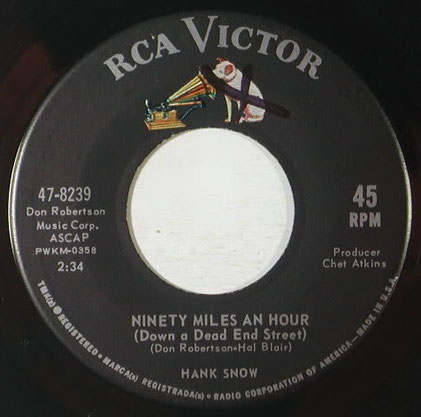 RCA VICTOR
47-8239
Don Robertson
Music Corp.
ASCAP
PWKM-0358
2:34
45
RPM
Producer
Chet Atkins
NINETY MILES AN HOUR
(Down a Dead End Street)
(Don Robertson-Hal Blair)
HANK SNOW
TMK(s) ® REGISTERED • MARCA(s) REGISTRADA(s) • RADIO CORPORATION OF AMERICA — MADE IN U.S.A.